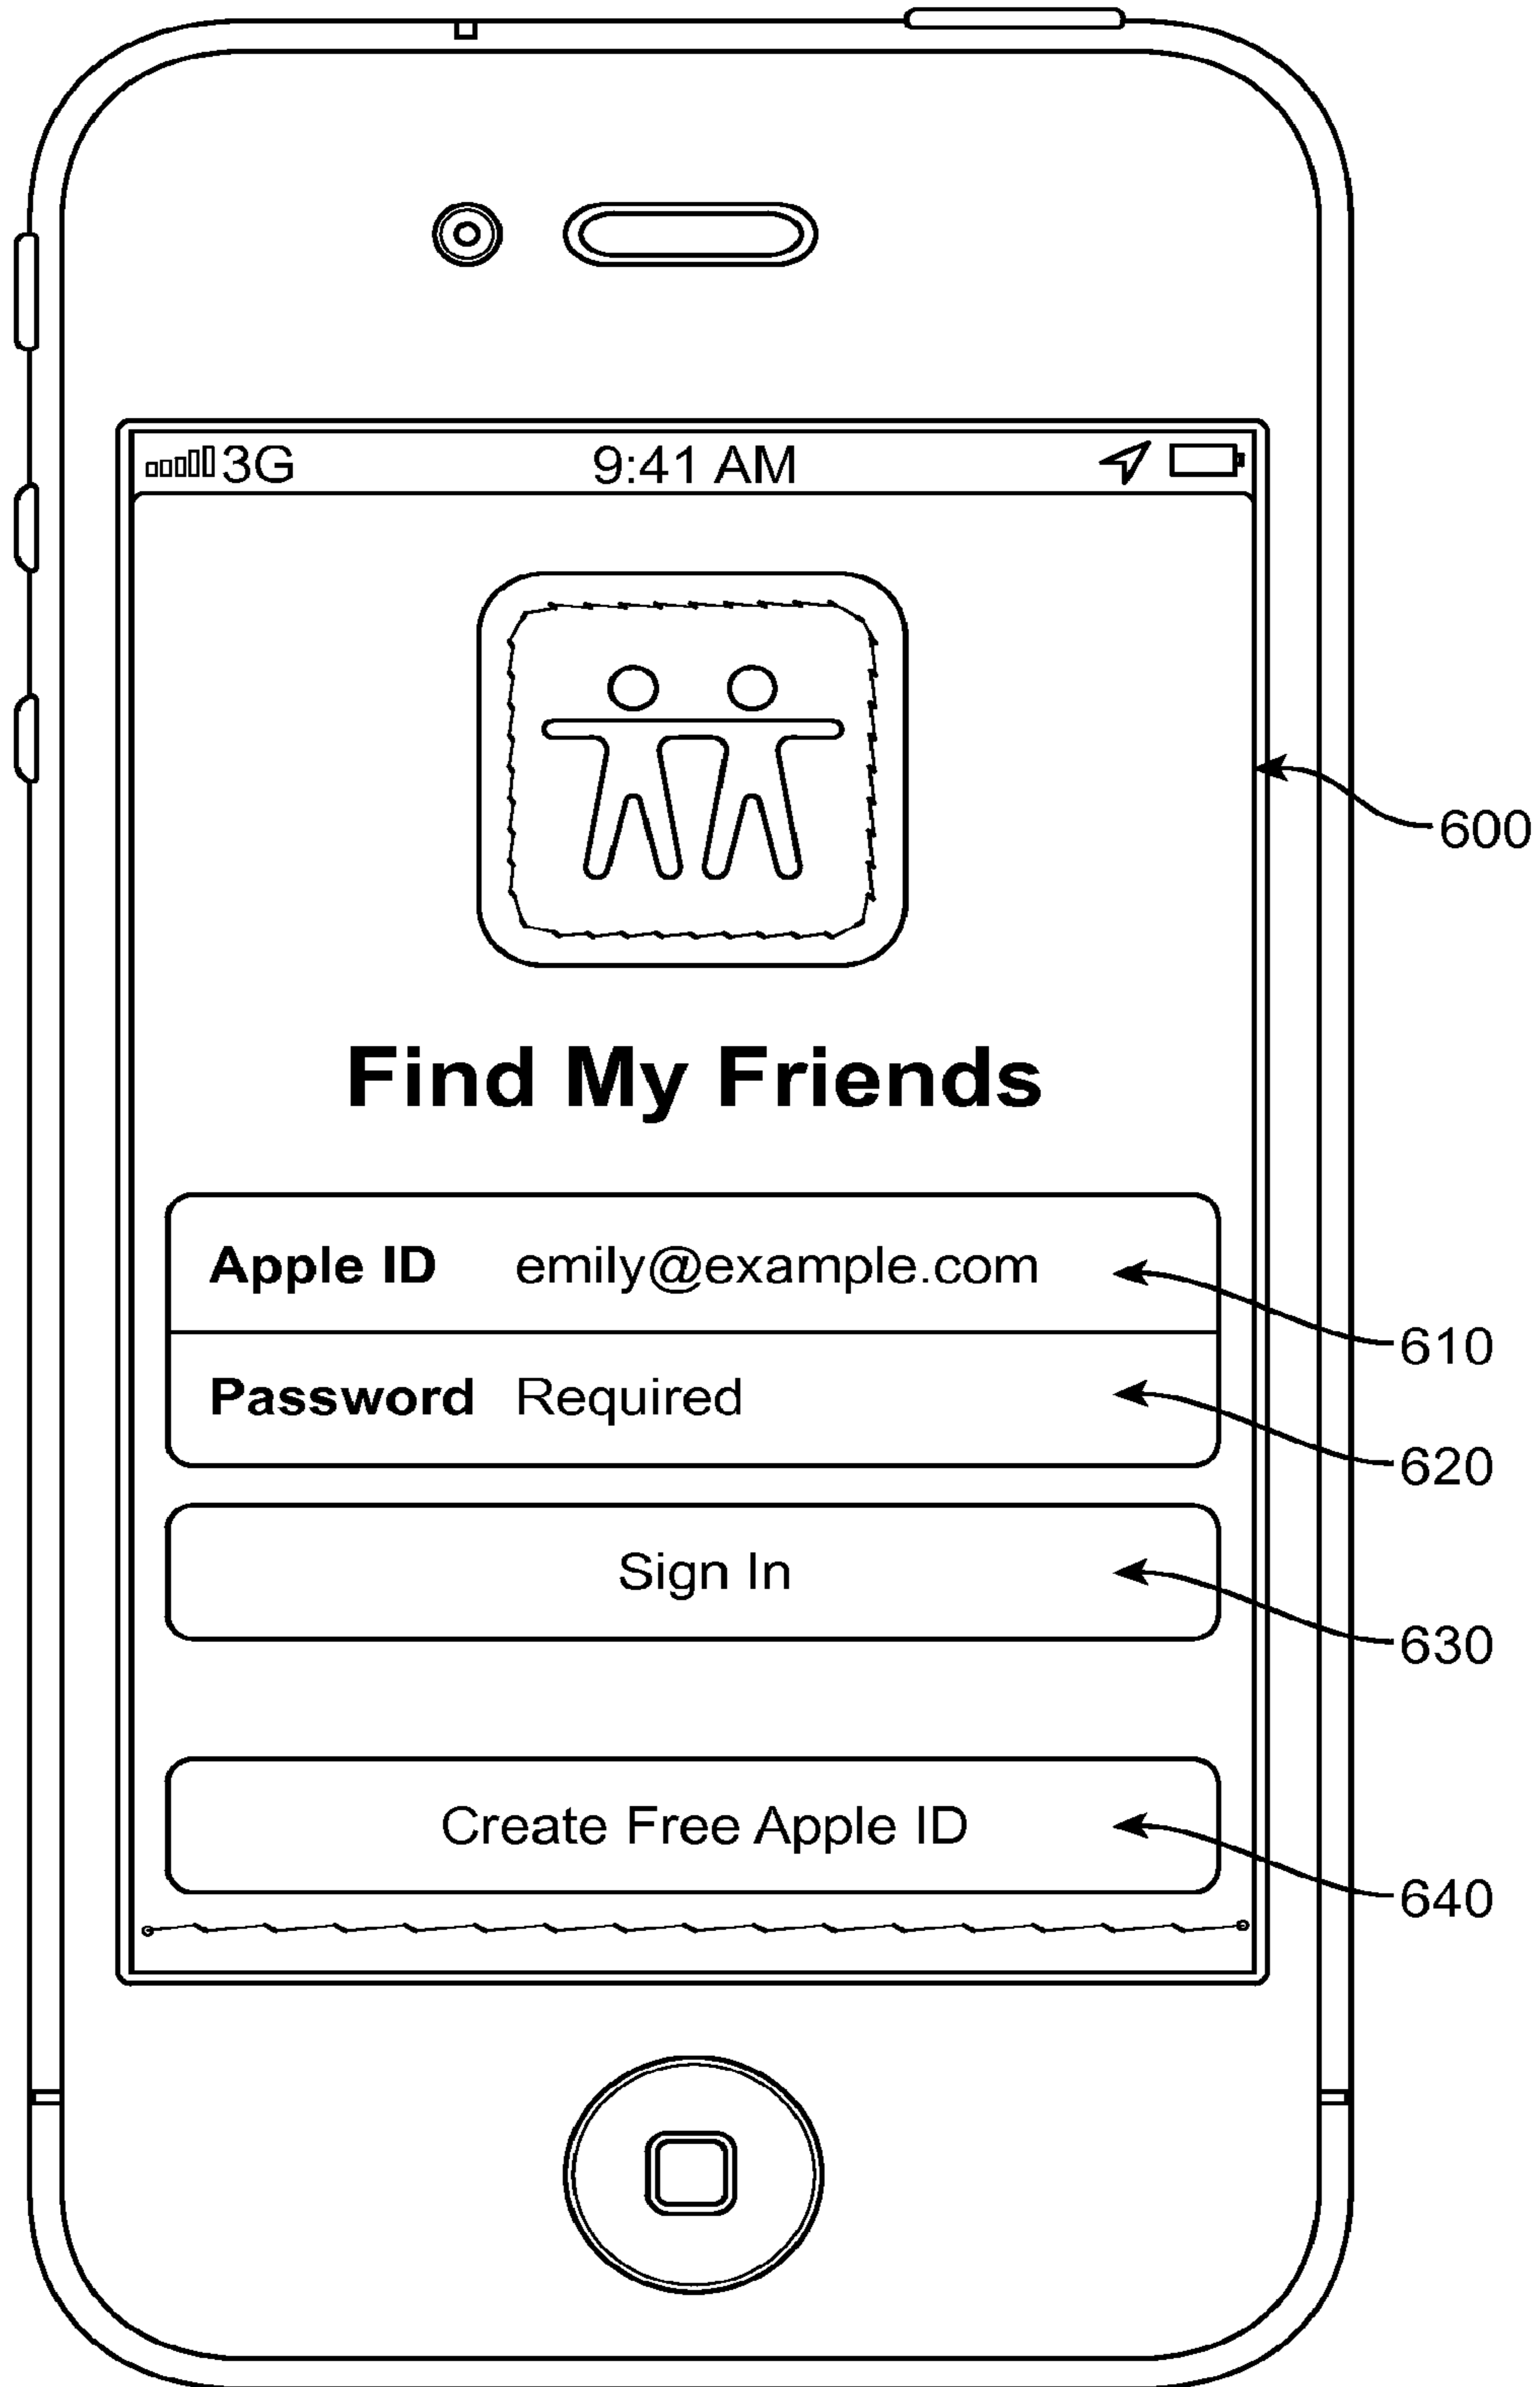 3G 9:41 AM
600
Find My Friends
Apple ID emily@example.com
610
Password Required
620
Sign In
630
Create Free Apple ID
640